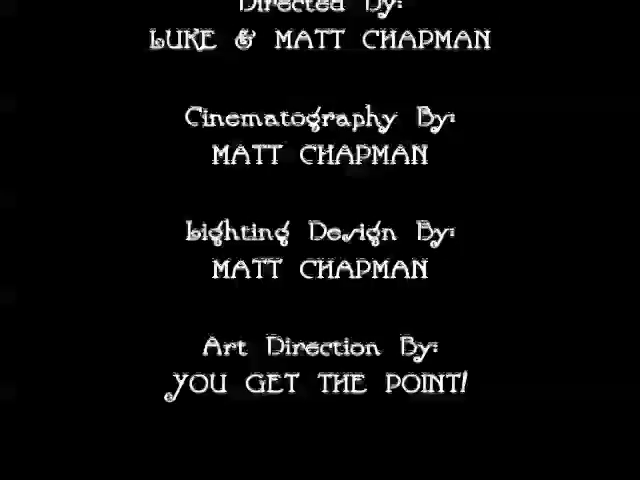 Directed By:
LUKE & MATT CHAPMAN
Cinematography By:
MATT CHAPMAN
Lighting Design By:
MATT CHAPMAN
Art Direction By:
YOU GET THE POINT!